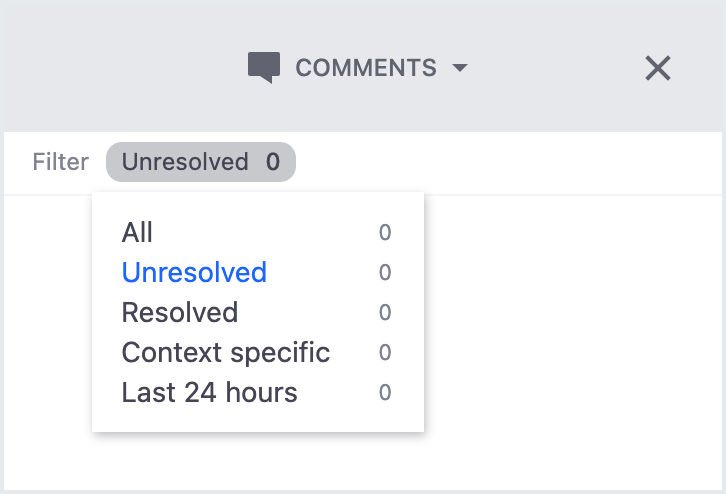 COMMENTS
Filter Unresolved 0
All 0
Unresolved 0
Resolved 0
Context specific 0
Last 24 hours 0